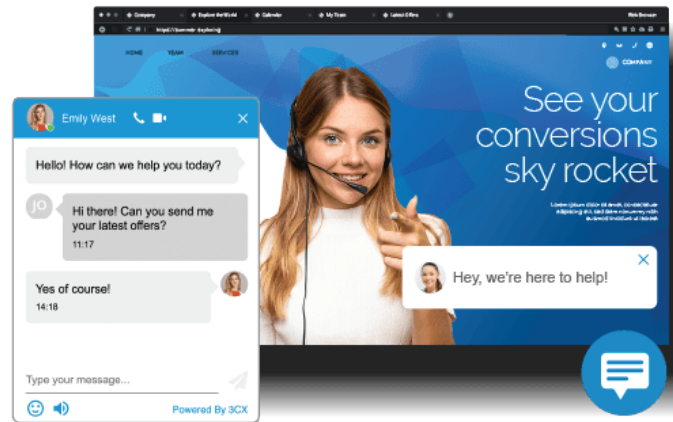 Company
Explore the World
Calendar
My Team
Latest Offers
Web Browser
HOME
TEAM
SERVICES
COMPANY
See your
conversions
sky rocket
Emily West
Hello! How can we help you today?
JO
Hi there! Can you send me
your latest offers?
11:17
Yes of course!
14:18
Type your message...
Powered By 3CX
Hey, we're here to help!